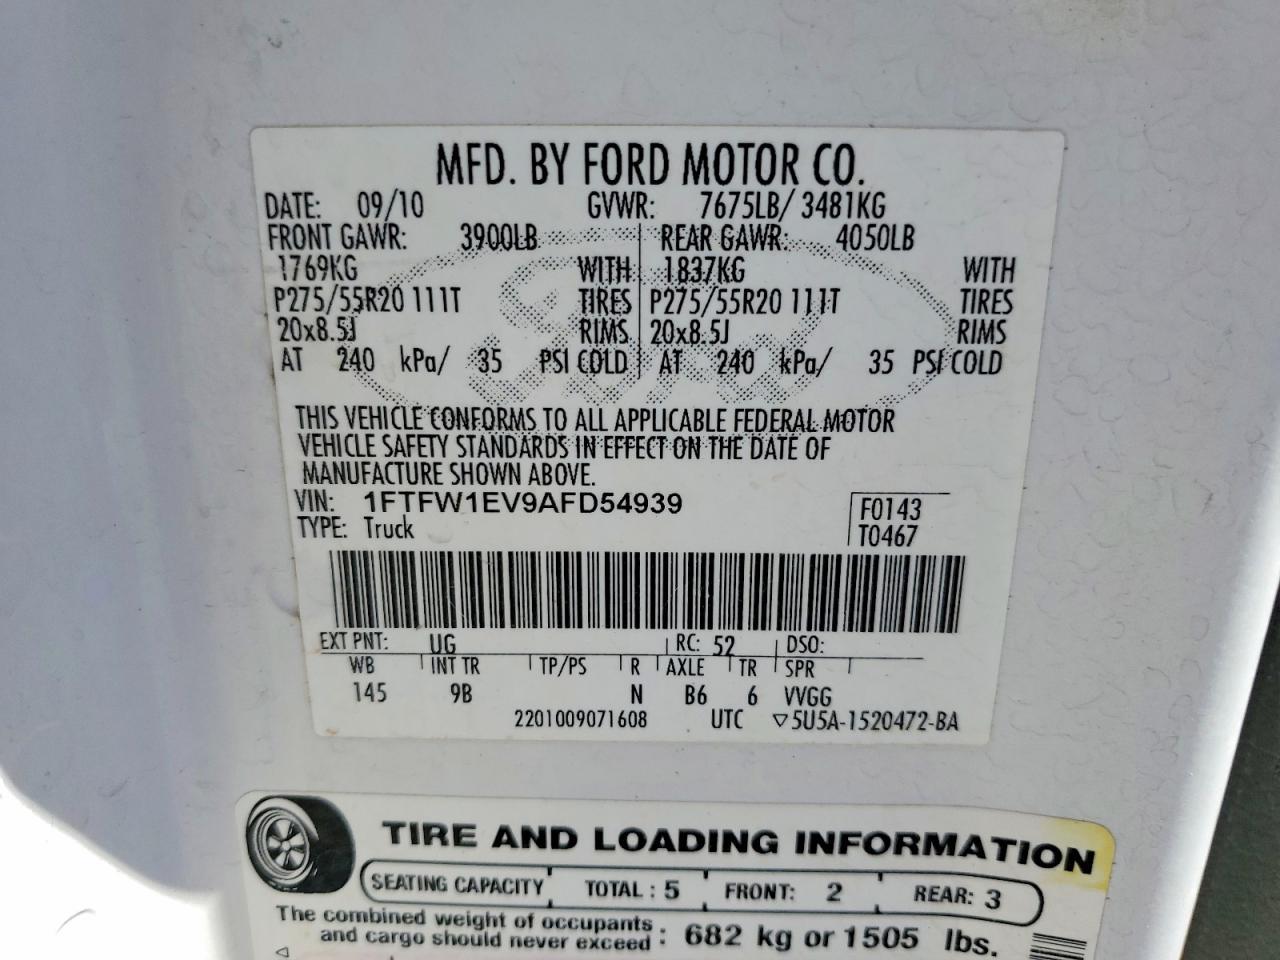 MFD. BY FORD MOTOR CO.
DATE: 09/10 GVWR: 7675LB/ 3481KG
FRONT GAWR: 3900LB REAR GAWR: 4050LB
1769KG WITH 1837KG WITH
P275/55R20 111T TIRES P275/55R20 111T TIRES
20x8.5J RIMS 20x8.5J RIMS
AT 240 kPa/ 35 PSI COLD AT 240 kPa/ 35 PSI COLD
THIS VEHICLE CONFORMS TO ALL APPLICABLE FEDERAL MOTOR
VEHICLE SAFETY STANDARDS IN EFFECT ON THE DATE OF
MANUFACTURE SHOWN ABOVE.
VIN: 1FTFW1EV9AFD54939 F0143
TYPE: Truck T0467
EXT PNT: UG RC: 52 DSO:
WB INT TR TP/PS R AXLE TR SPR
145 9B N B6 6 VVGG
2201009071608 UTC ▽5U5A-1520472-BA
TIRE AND LOADING INFORMATION
SEATING CAPACITY TOTAL : 5 FRONT: 2 REAR: 3
The combined weight of occupants
and cargo should never exceed : 682 kg or 1505 lbs.